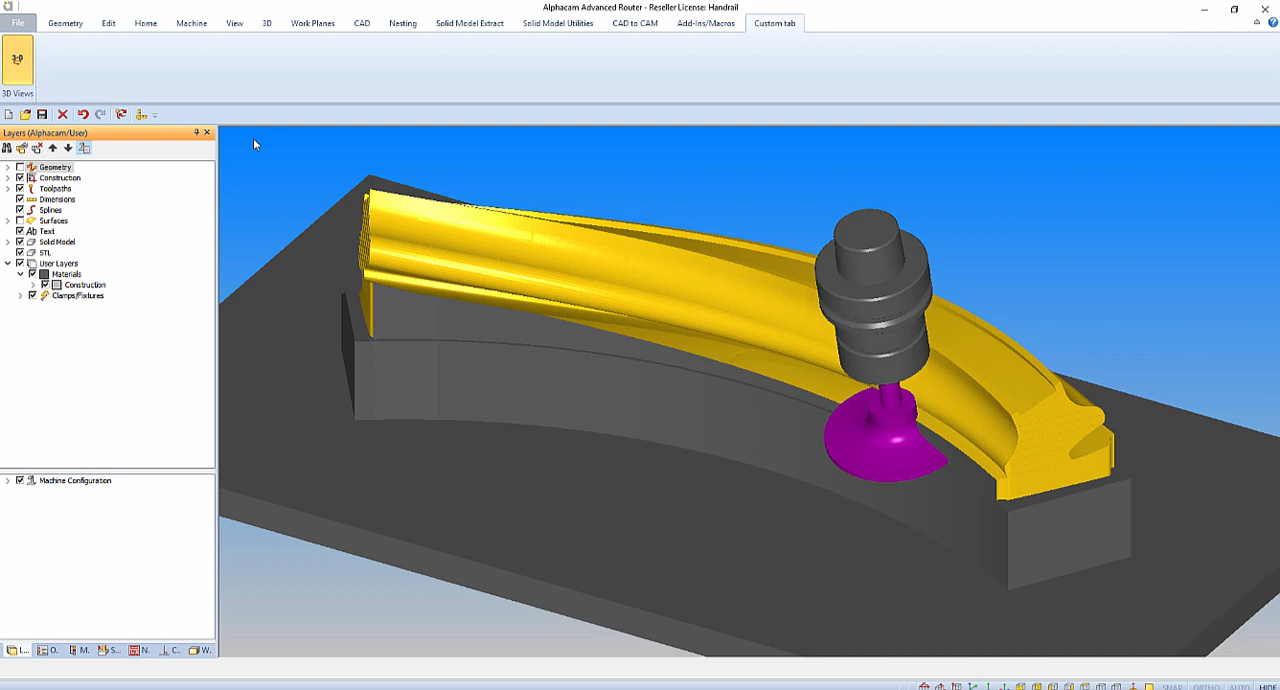 Alphacam Advanced Router - Reseller License: Handrail
File Geometry Edit Home Machine View 3D Work Planes CAD Nesting Solid Model Extract Solid Model Utilities CAD to CAM Add-Ins/Macros Custom tab
3D Views
Layers (Alphacam/User)
Geometry
Construction
Toolpaths
Dimensions
Splines
Surfaces
Ab Text
Solid Model
STL
User Layers
Materials
Construction
Clamps/Fixtures
Machine Configuration
L... O. M. S... N. C.. W.
SNAP ORTHO AUTO HIDE